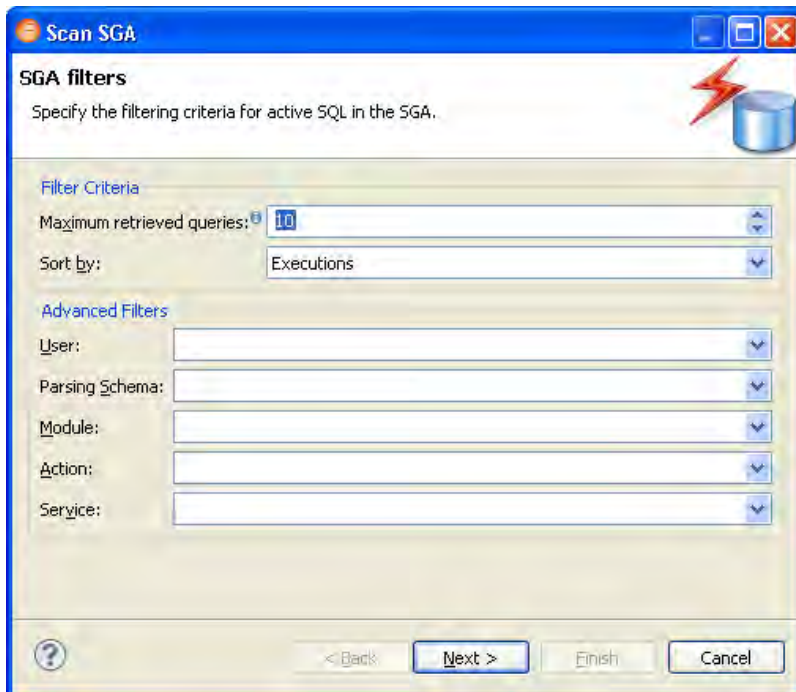 Scan SGA
SGA filters
Specify the filtering criteria for active SQL in the SGA.
Filter Criteria
Maximum retrieved queries: 10
Sort by: Executions
Advanced Filters
User:
Parsing Schema:
Module:
Action:
Service:
< Back Next > Finish Cancel